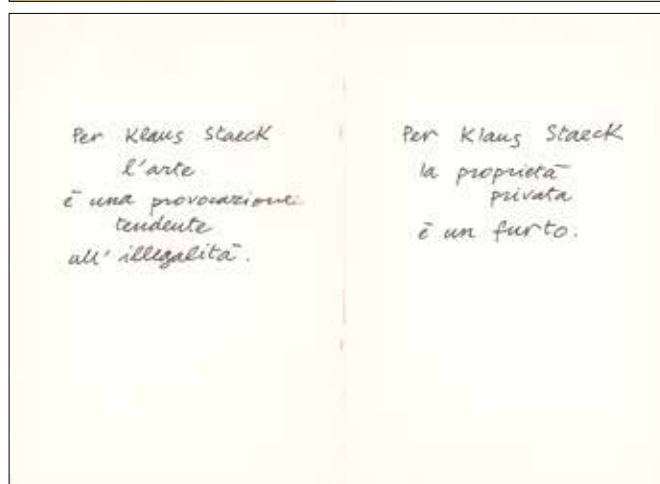 Per Klaus Staeck
l'arte
è una provocazione
tendente
all'illegalità.
Per Klaus Staeck
la proprietà
privata
è un furto.